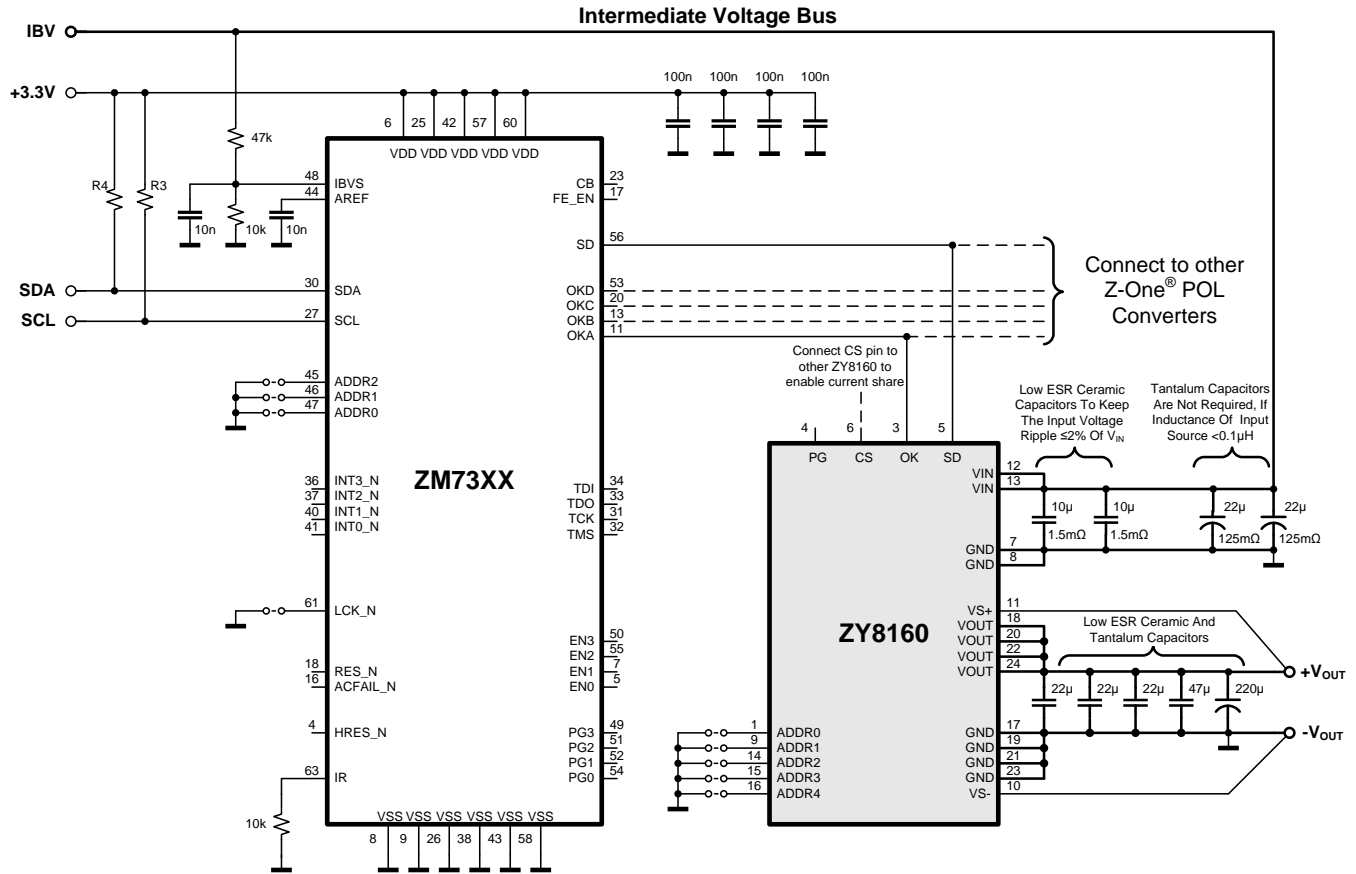 Intermediate Voltage Bus
IBV
+3.3V
100n 100n 100n 100n
6 25 42 57 60
VDD VDD VDD VDD VDD
47k
R4
R3
48 IBVS
44 AREF
10n
10k
10n
CB 23
FE_EN 17
SD 56
SDA
30 SDA
SCL
27 SCL
OKD 53
OKC 20
OKB 13
OKA 11
Connect to other
Z-One® POL
Converters
45 ADDR2
46 ADDR1
47 ADDR0
Connect CS pin to
other ZY8160 to
enable current share
Low ESR Ceramic
Capacitors To Keep
The Input Voltage
Ripple ≤2% Of VIN
Tantalum Capacitors
Are Not Required, If
Inductance Of Input
Source <0.1µH
4 6 3 5
PG CS OK SD
ZM73XX
36 INT3_N
37 INT2_N
40 INT1_N
41 INT0_N
TDI 34
TDO 33
TCK 31
TMS 32
VIN 12
VIN 13
10µ
1.5mΩ
10µ
1.5mΩ
22µ
125mΩ
22µ
125mΩ
GND 7
GND 8
61 LCK_N
ZY8160
VS+ 11
VOUT 18
VOUT 20
VOUT 22
VOUT 24
Low ESR Ceramic And
Tantalum Capacitors
EN3 50
EN2 55
EN1 7
EN0 5
18 RES_N
16 ACFAIL_N
+VOUT
22µ 22µ 22µ 47µ 220µ
4 HRES_N
PG3 49
PG2 51
PG1 52
PG0 54
1 ADDR0
9 ADDR1
14 ADDR2
15 ADDR3
16 ADDR4
GND 17
GND 19
GND 21
GND 23
VS- 10
-VOUT
63 IR
10k
VSS VSS VSS VSS VSS VSS
8 9 26 38 43 58